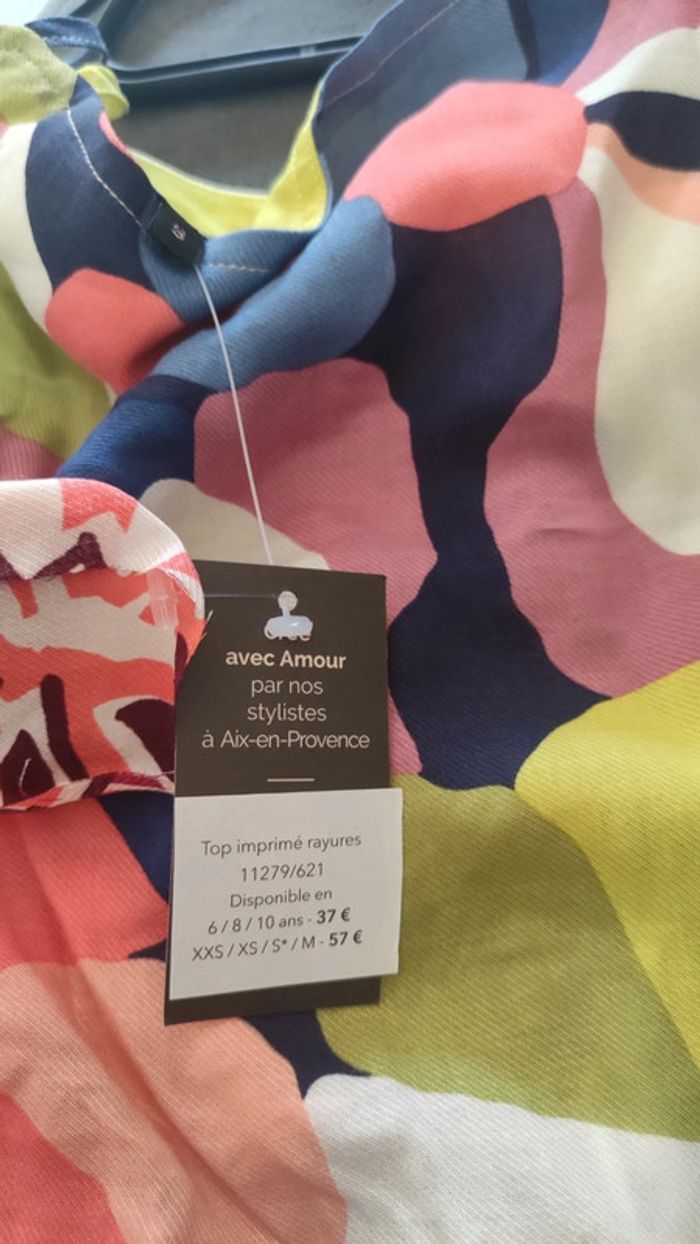 avec Amour
par nos
stylistes
à Aix-en-Provence
Top imprimé rayures
11279/621
Disponible en
6 / 8 / 10 ans - 37 €
XXS / XS / S* / M - 57 €